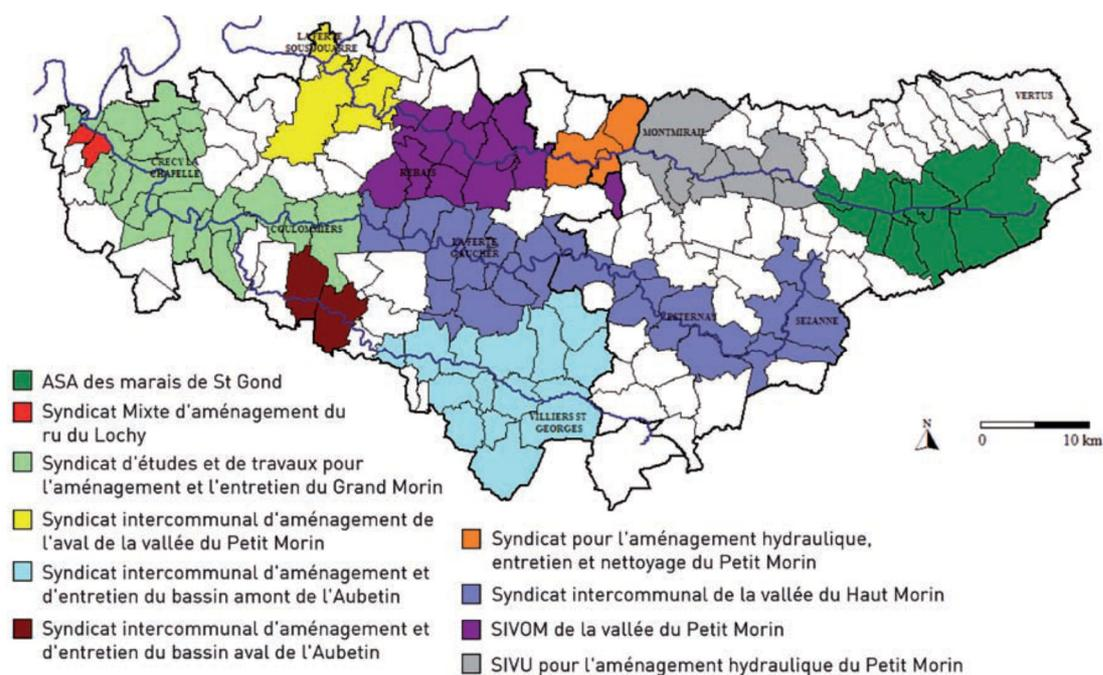 LA FERTE
SOUS JOUARRE
VERTUS
MONTMIRAIL
CRECY LA
CHAPELLE
REBAIS
COULOMMIERS
LA FERTE
GAUCHER
ESTERNAY
SEZANNE
VILLIERS ST
GEORGES
N
0 10 km
ASA des marais de St Gond
Syndicat Mixte d'aménagement du
ru du Lochy
Syndicat d'études et de travaux pour
l'aménagement et l'entretien du Grand Morin
Syndicat intercommunal d'aménagement de
l'aval de la vallée du Petit Morin
Syndicat intercommunal d'aménagement et
d'entretien du bassin amont de l'Aubetin
Syndicat intercommunal d'aménagement et
d'entretien du bassin aval de l'Aubetin
Syndicat pour l'aménagement hydraulique,
entretien et nettoyage du Petit Morin
Syndicat intercommunal de la vallée du Haut Morin
SIVOM de la vallée du Petit Morin
SIVU pour l'aménagement hydraulique du Petit Morin